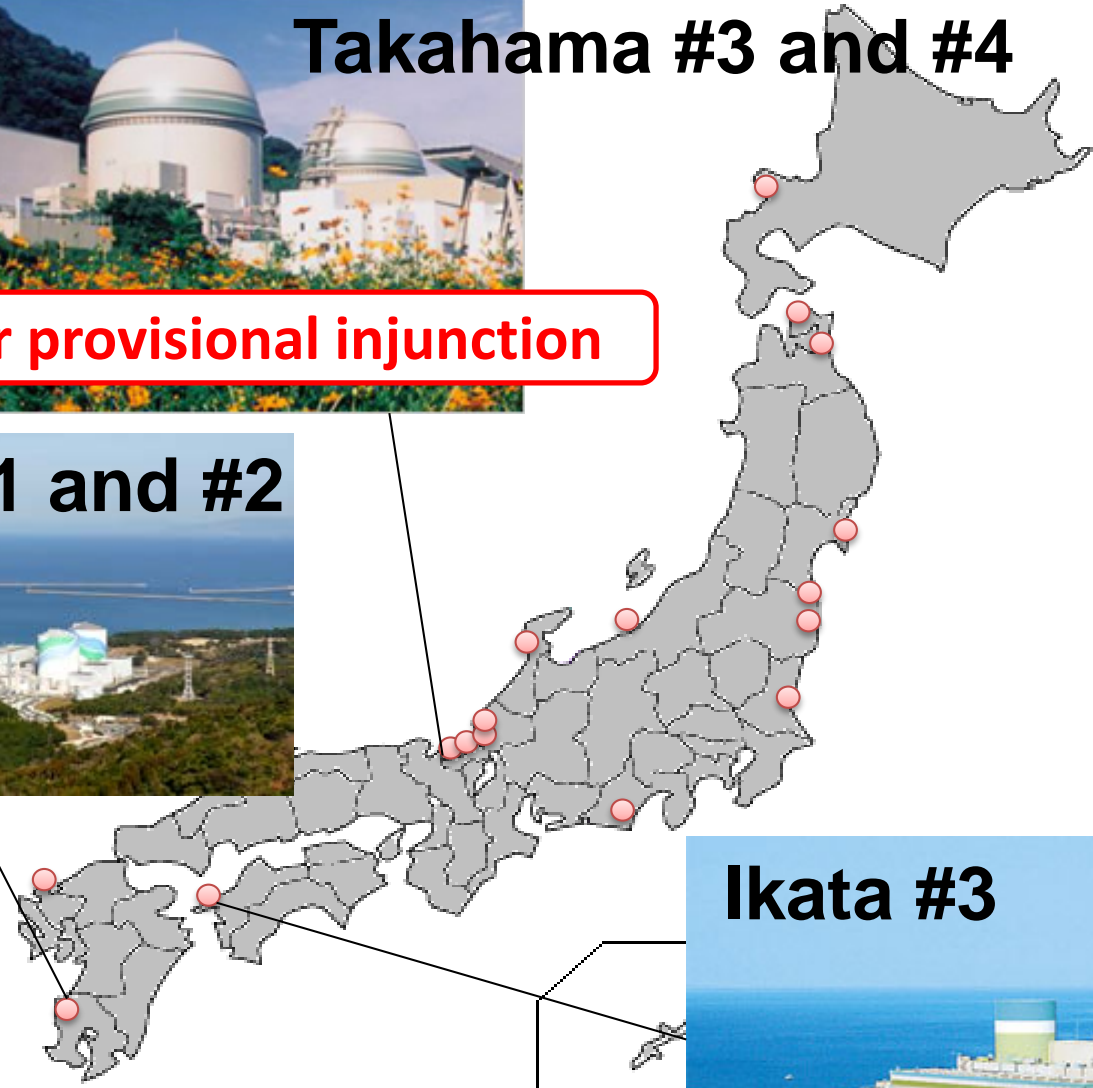 Takahama #3 and #4
r provisional injunction
1 and #2
Ikata #3